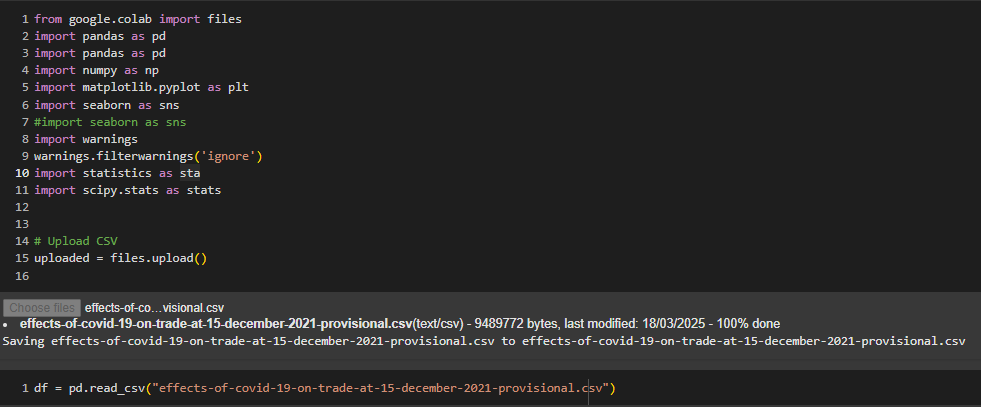 1 from google.colab import files
2 import pandas as pd
3 import pandas as pd
4 import numpy as np
5 import matplotlib.pyplot as plt
6 import seaborn as sns
7 #import seaborn as sns
8 import warnings
9 warnings.filterwarnings('ignore')
10 import statistics as sta
11 import scipy.stats as stats
12
13
14 # Upload CSV
15 uploaded = files.upload()
16
Choose files effects-of-co...visional.csv
• effects-of-covid-19-on-trade-at-15-december-2021-provisional.csv(text/csv) - 9489772 bytes, last modified: 18/03/2025 - 100% done
Saving effects-of-covid-19-on-trade-at-15-december-2021-provisional.csv to effects-of-covid-19-on-trade-at-15-december-2021-provisional.csv
1 df = pd.read_csv("effects-of-covid-19-on-trade-at-15-december-2021-provisional.csv")